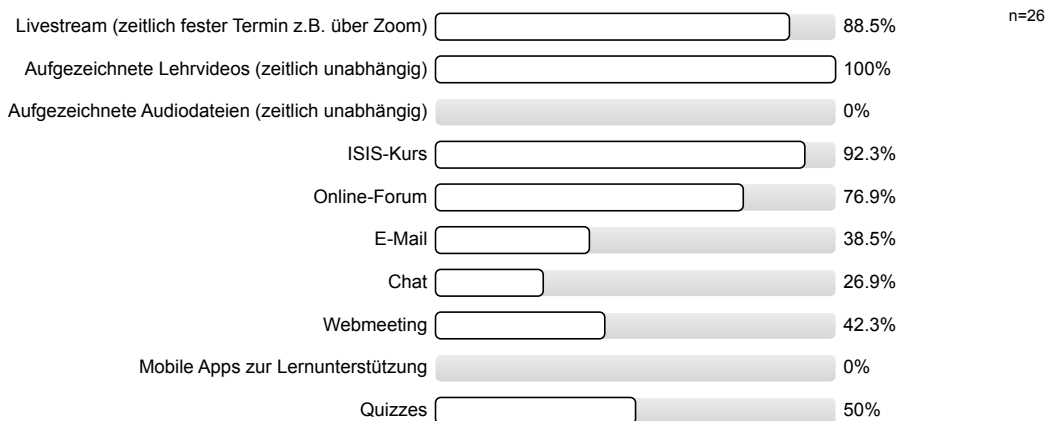 n=26
Livestream (zeitlich fester Termin z.B. über Zoom) 88.5%
Aufgezeichnete Lehrvideos (zeitlich unabhängig) 100%
Aufgezeichnete Audiodateien (zeitlich unabhängig) 0%
ISIS-Kurs 92.3%
Online-Forum 76.9%
E-Mail 38.5%
Chat 26.9%
Webmeeting 42.3%
Mobile Apps zur Lernunterstützung 0%
Quizzes 50%